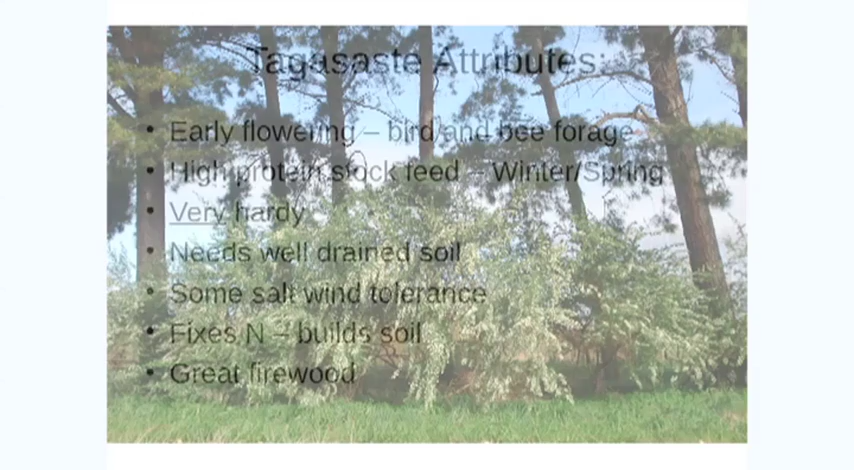 Tagasaste Attributes:
• Early flowering – bird and bee forage
• High protein stock feed – Winter/Spring
• Very hardy
• Needs well drained soil
• Some salt wind tolerance
• Fixes N – builds soil
• Great firewood